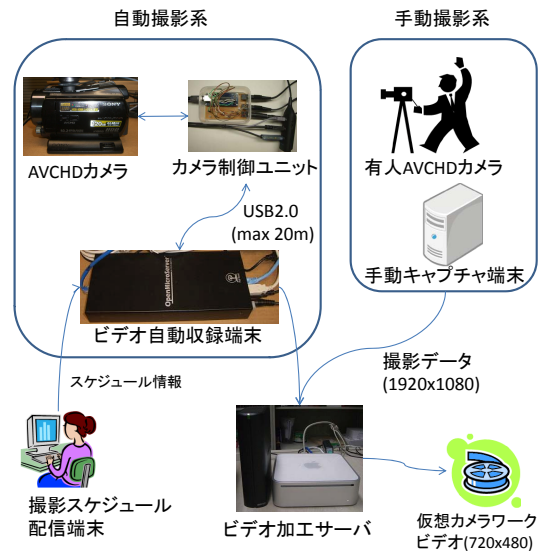 自動撮影系
手動撮影系
SONY
AVCHDカメラ
カメラ制御ユニット
有人AVCHDカメラ
USB2.0
(max 20m)
手動キャプチャ端末
OpenMicroServer
ビデオ自動収録端末
撮影データ
(1920x1080)
スケジュール情報
撮影スケジュール
配信端末
ビデオ加工サーバ
仮想カメラワーク
ビデオ(720x480)